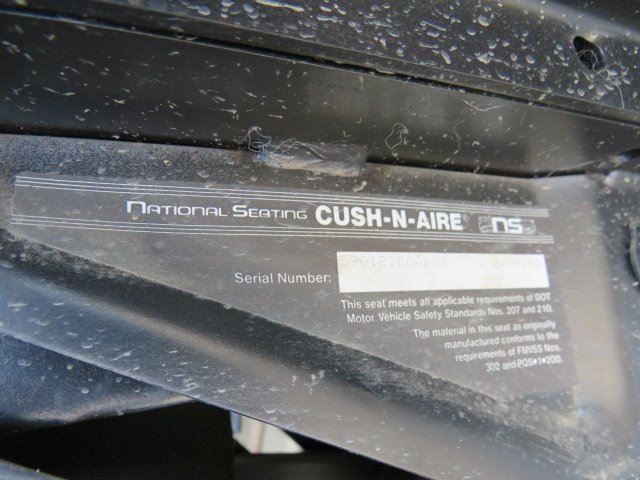 NATIONAL SEATING CUSH-N-AIRE® NS
Serial Number:
This seat meets all applicable requirements of DOT
Motor Vehicle Safety Standards Nos. 207 and 210.
The material in this seat as originally
manufactured conforms to the
requirements of FMVSS Nos.
302 and